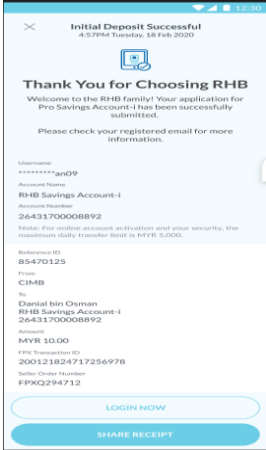 12:30
Initial Deposit Successful
4:57PM Tuesday, 18 Feb 2020
Thank You for Choosing RHB
Welcome to the RHB family! Your application for
Pro Savings Account-i has been successfully
submitted.
Please check your registered email for more
information.
Username
*********an09
Account Name
RHB Savings Account-i
Account Number
26431700008892
Note: For online account activation and your security, the
maximum daily transfer limit is MYR 5,000.
Reference ID
85470125
From
CIMB
To
Danial bin Osman
RHB Savings Account-i
26431700008892
Amount
MYR 10.00
FPX Transaction ID
200121824717256978
Seller Order Number
FPXQ294712
LOGIN NOW
SHARE RECEIPT